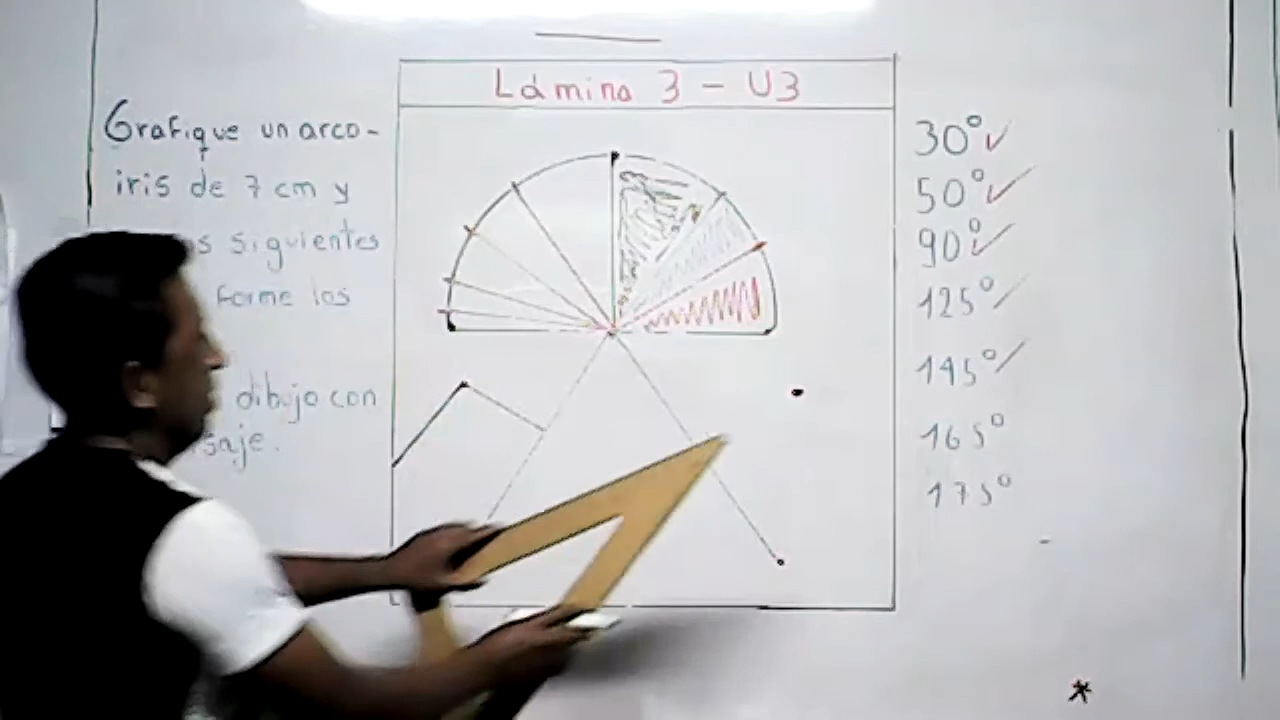 Lámina 3 - U3
Grafique un arco-
iris de 7 cm y
siguientes
forme los
dibujo con
30°
50°
90°
125°
145°
165°
175°